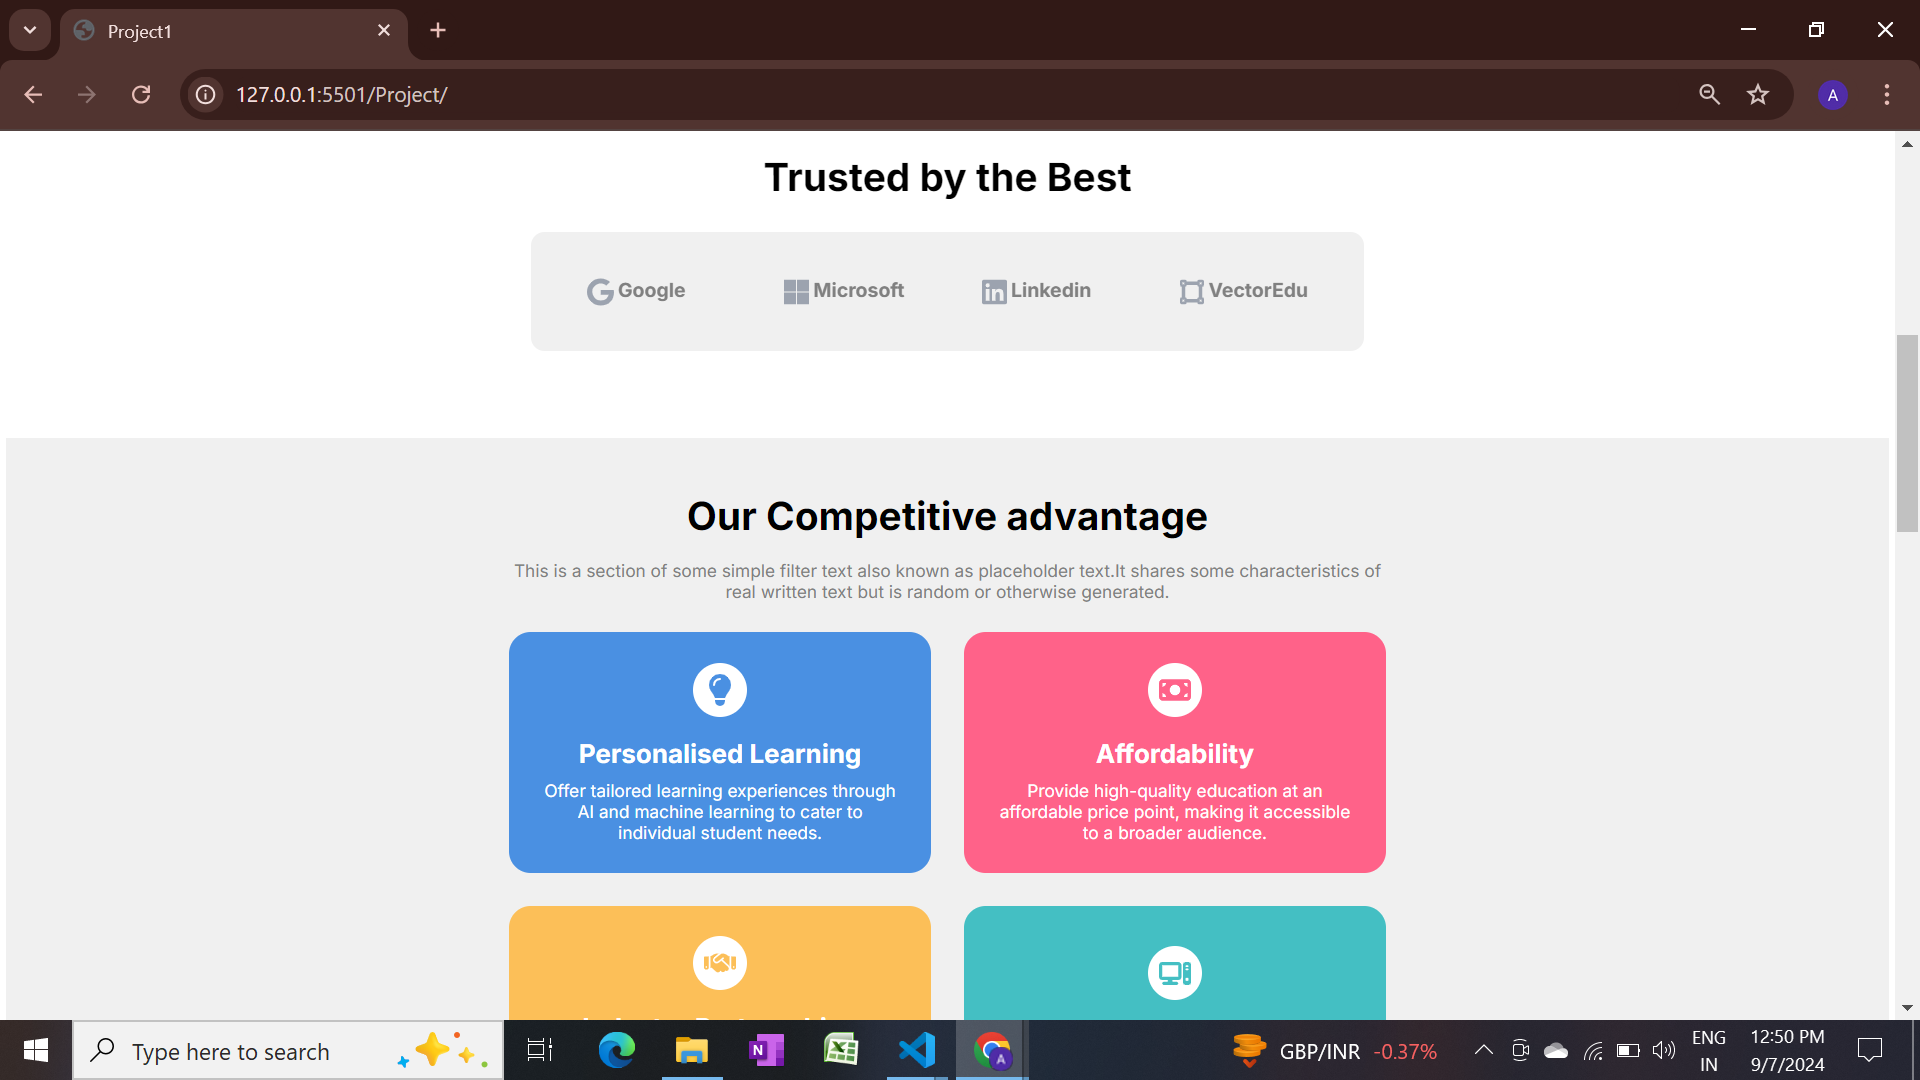 Project1
127.0.0.1:5501/Project/
A
Trusted by the Best
Google
Microsoft
Linkedin
VectorEdu
Our Competitive advantage
This is a section of some simple filter text also known as placeholder text.It shares some characteristics of
real written text but is random or otherwise generated.
Personalised Learning
Offer tailored learning experiences through
AI and machine learning to cater to
individual student needs.
Affordability
Provide high-quality education at an
affordable price point, making it accessible
to a broader audience.
Type here to search
GBP/INR -0.37%
ENG
IN
12:50 PM
9/7/2024